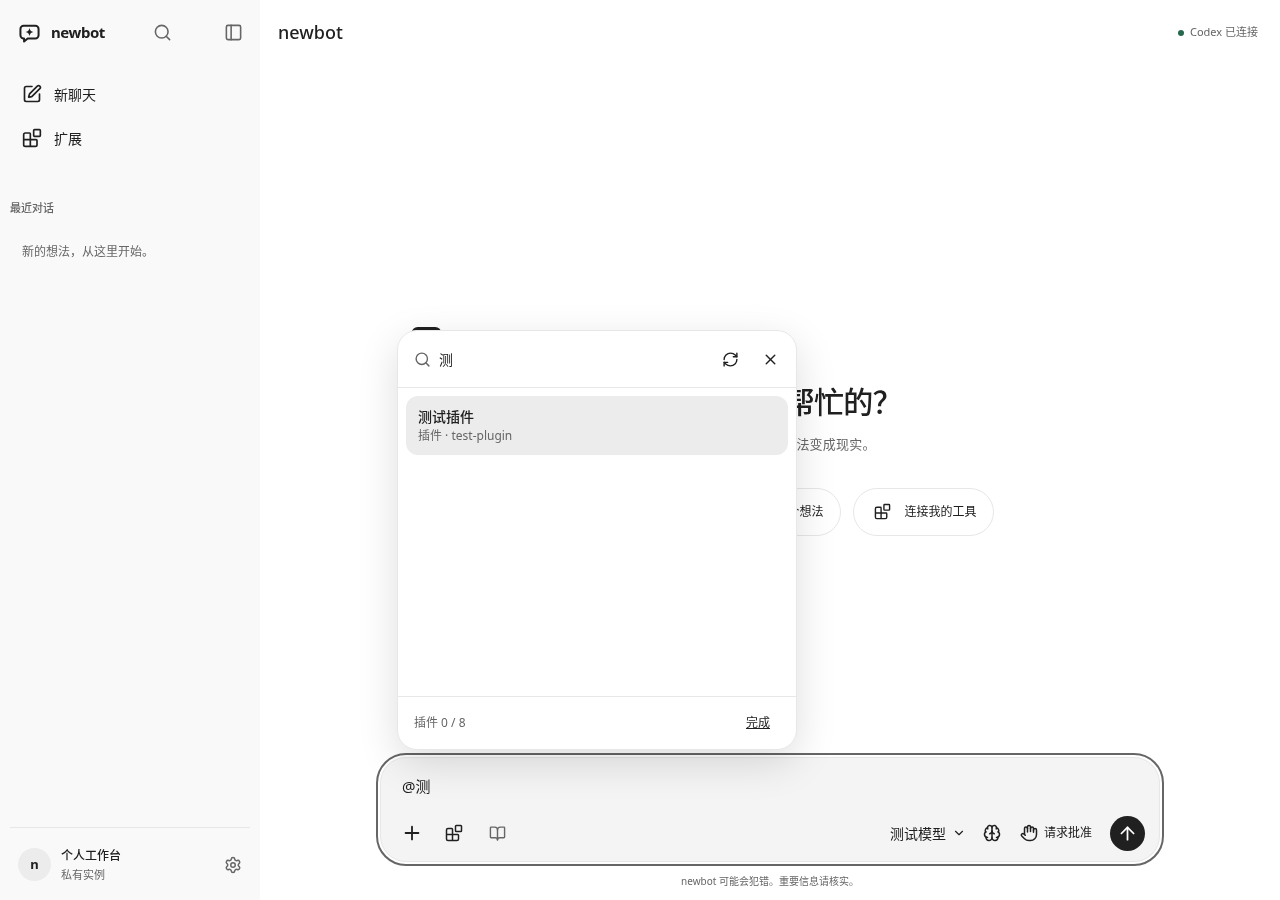 newbot
新聊天
扩展
最近对话
新的想法，从这里开始。
n
个人工作台
私有实例
newbot
Codex 已连接
测
测试插件
插件 · test-plugin
帮忙的？
法变成现实。
想法
连接我的工具
插件 0 / 8
完成
@测
测试模型
请求批准
newbot 可能会犯错。重要信息请核实。